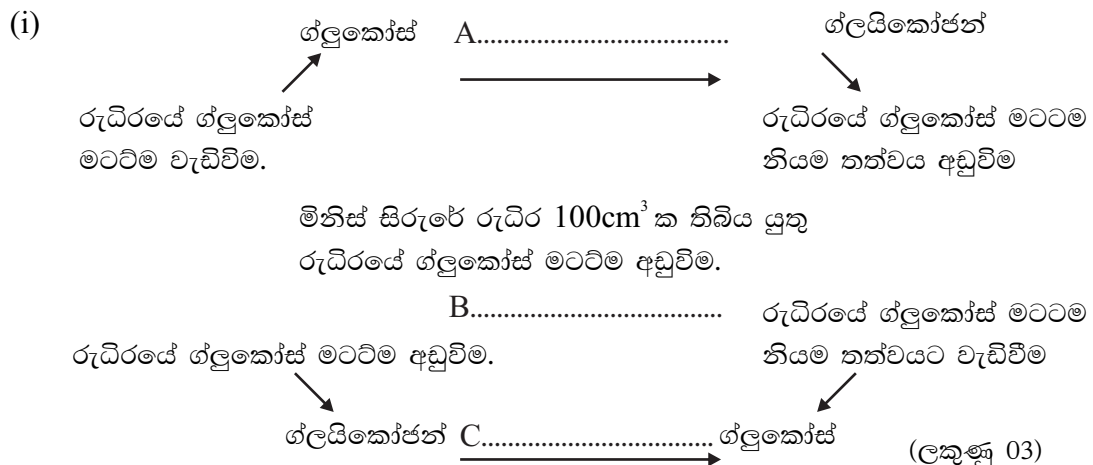 (i)
ග්ලුකෝස් A...................................... ග්ලයිකෝජන්
රුධිරයේ ග්ලුකෝස් රුධිරයේ ග්ලුකෝස් මටටම
මටට්ම වැඩිවිම. නියම තත්වය අඩුවිම
මිනිස් සිරුරේ රුධිර 100cm³ ක තිබිය යුතු
රුධිරයේ ග්ලුකෝස් මටට්ම අඩුවිම.
B...................................... රුධිරයේ ග්ලුකෝස් මටටම
රුධිරයේ ග්ලුකෝස් මටට්ම අඩුවිම. නියම තත්වයට වැඩිවීම
ග්ලයිකෝජන් C...................................... ග්ලුකෝස්
(ලකුණු 03)